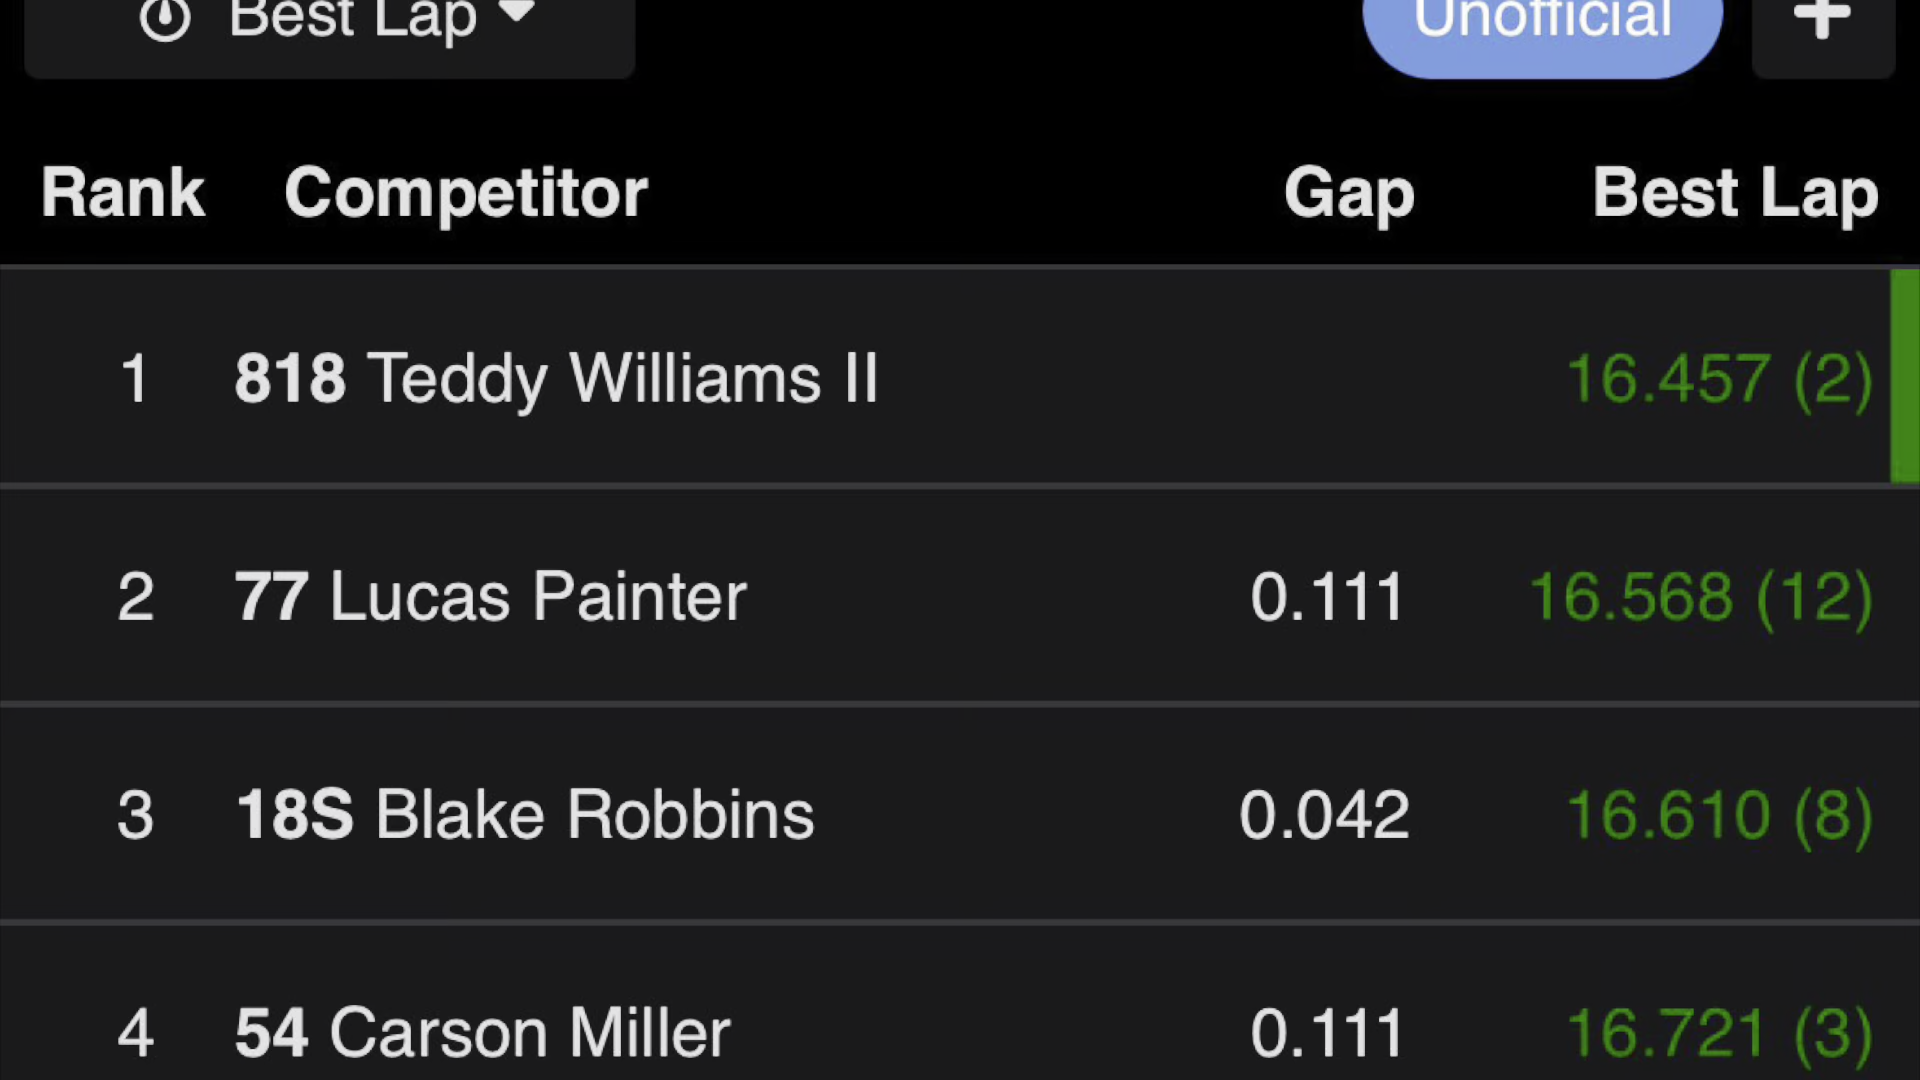 Best Lap Unofficial +
Rank Competitor Gap Best Lap
1 818 Teddy Williams II 16.457 (2)
2 77 Lucas Painter 0.111 16.568 (12)
3 18S Blake Robbins 0.042 16.610 (8)
4 54 Carson Miller 0.111 16.721 (3)